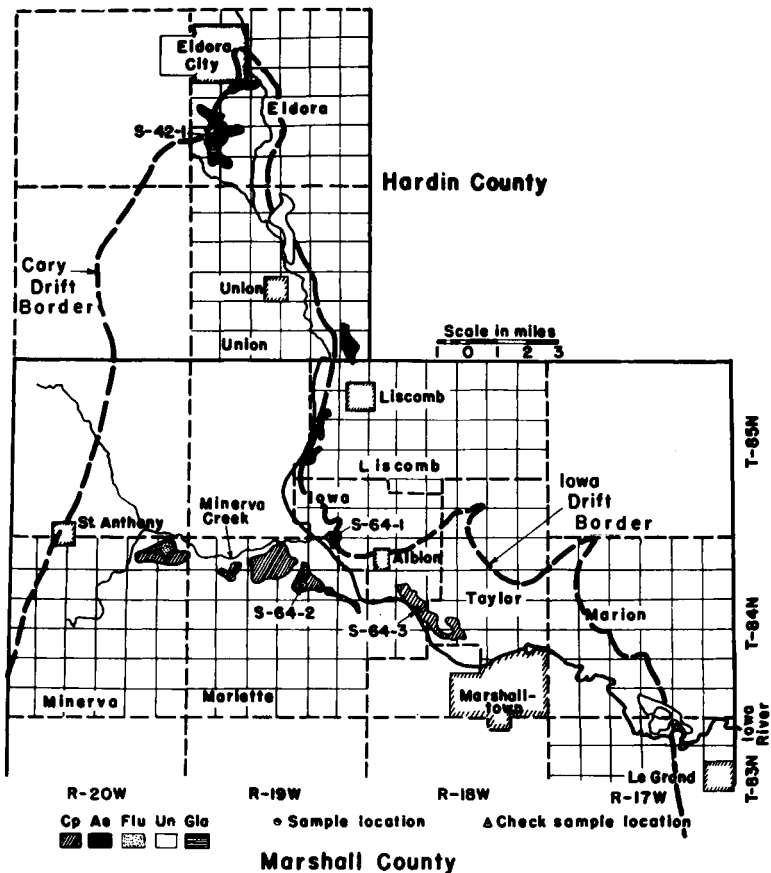 Eldora
City
Eldora
S-42-1
Hardin County
Cary
Drift
Border
Union
Union
Scale in miles
0 1 2 3
Liscomb
T-85N
Liscomb
Iowa
Drift
Border
Minerva
Creek
Iowa
S-64-1
St Anthony
Albion
Taylor
S-64-2
S-64-3
Marion
T-84N
Minerva
Marietta
Marshall-
town
Iowa
River
Le Grand
T-83N
R-20W R-19W R-18W R-17W
Cp Ae Flu Un Gla
Sample location
Check sample location
Marshall County